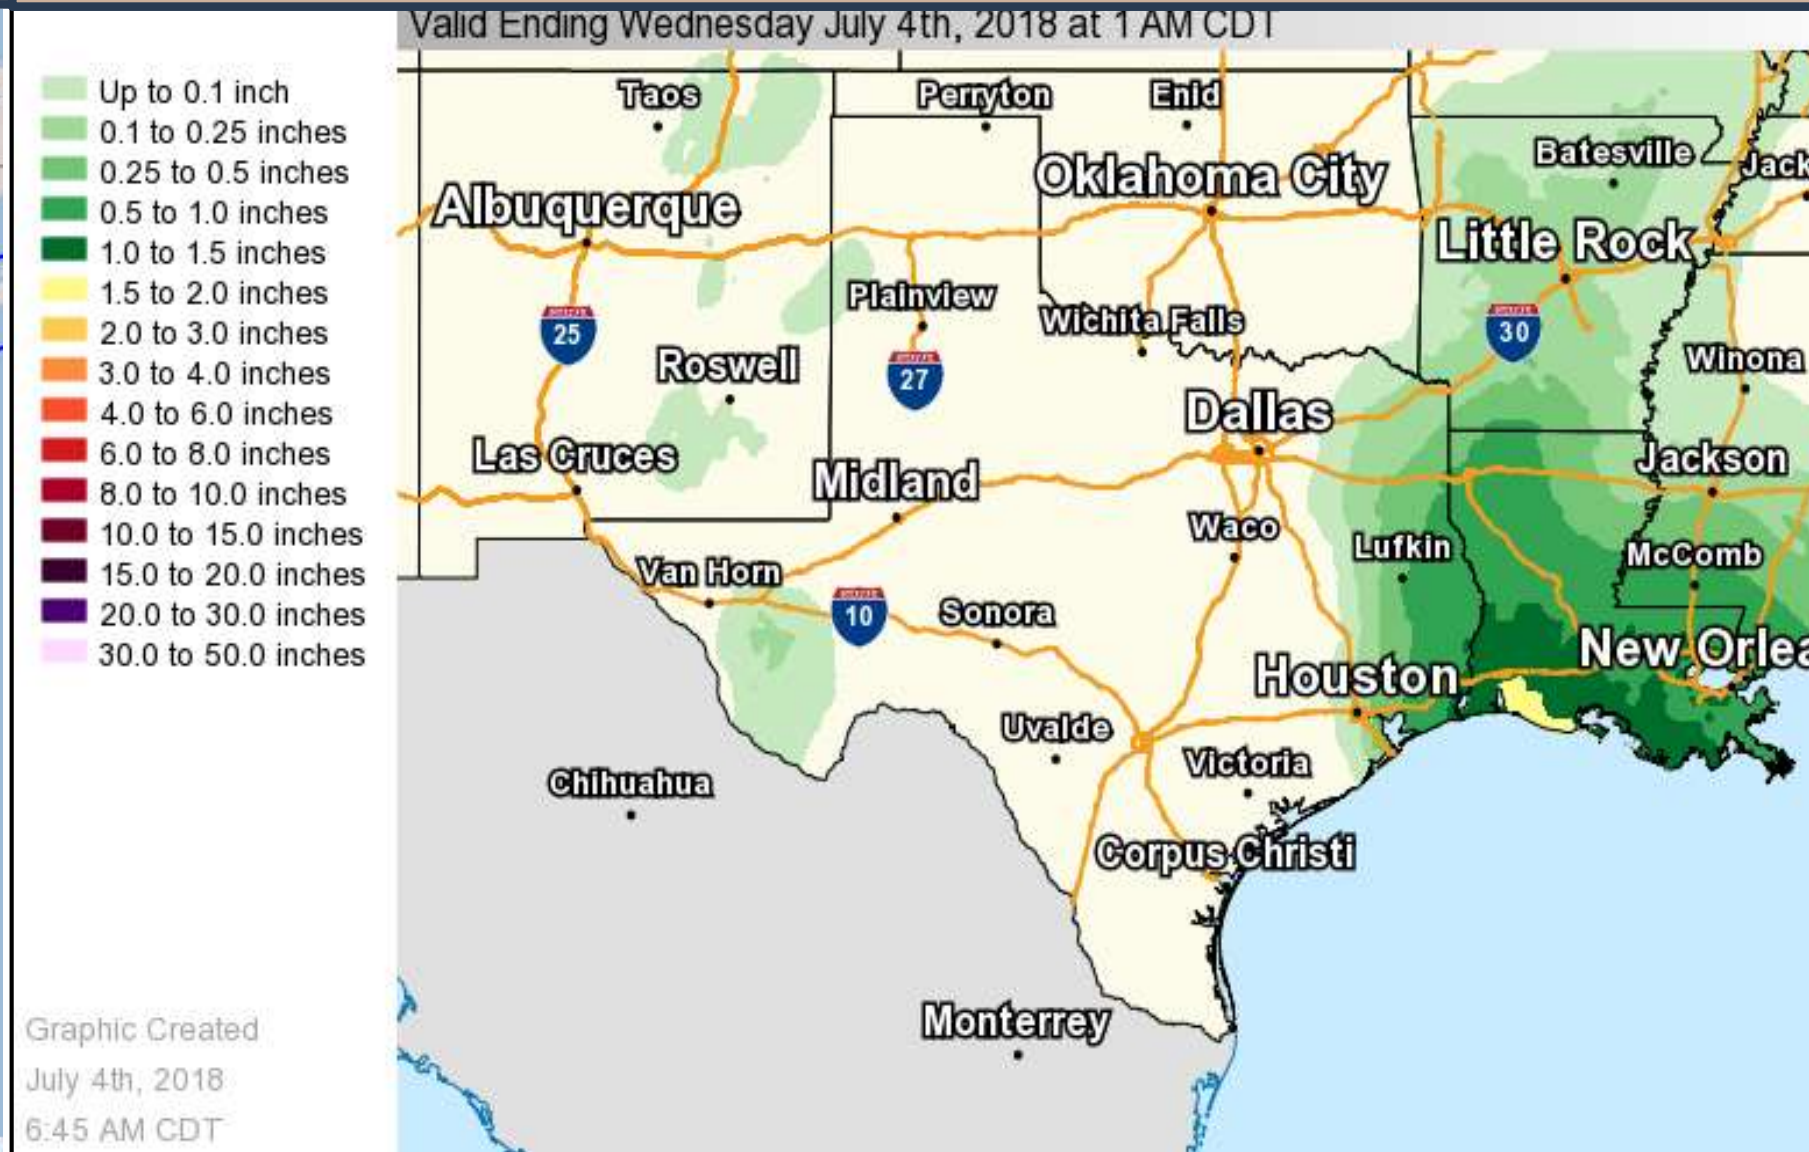 Valid Ending Wednesday July 4th, 2018 at 1 AM CDT
Up to 0.1 inch
0.1 to 0.25 inches
0.25 to 0.5 inches
0.5 to 1.0 inches
1.0 to 1.5 inches
1.5 to 2.0 inches
2.0 to 3.0 inches
3.0 to 4.0 inches
4.0 to 6.0 inches
6.0 to 8.0 inches
8.0 to 10.0 inches
10.0 to 15.0 inches
15.0 to 20.0 inches
20.0 to 30.0 inches
30.0 to 50.0 inches
Graphic Created
July 4th, 2018
6:45 AM CDT
Taos
Perryton
Enid
Batesville
Jack
Oklahoma City
Albuquerque
Little Rock
Plainview
Wichita Falls
25
30
Winona
Roswell
27
Dallas
Las Cruces
Midland
Jackson
Waco
Lufkin
McComb
Van Horn
10
Sonora
New Orlea
Houston
Uvalde
Victoria
Chihuahua
Corpus Christi
Monterrey